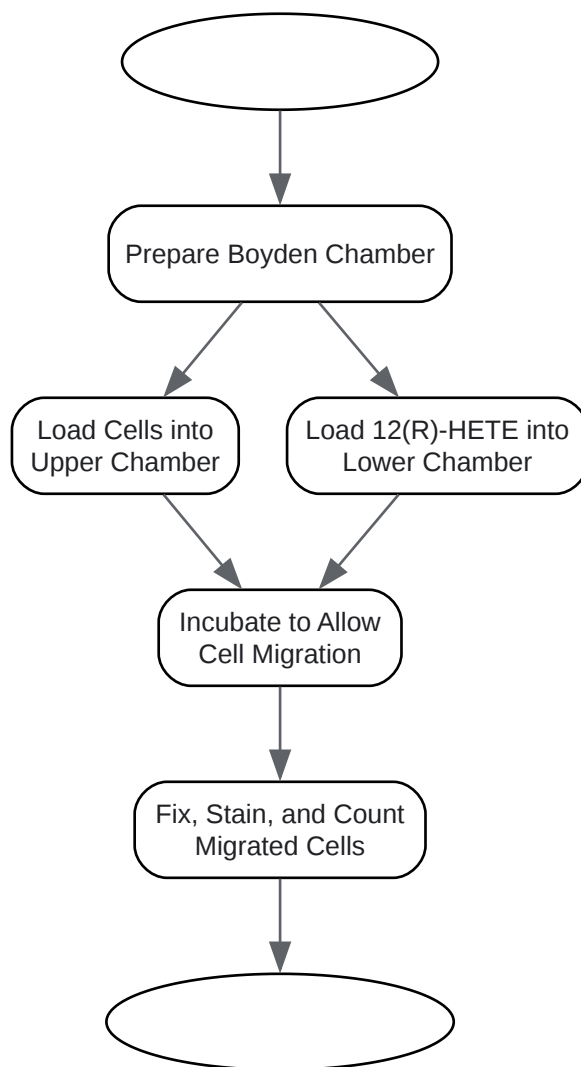 Prepare Boyden Chamber
Load Cells into
Upper Chamber
Load 12(R)-HETE into
Lower Chamber
Incubate to Allow
Cell Migration
Fix, Stain, and Count
Migrated Cells